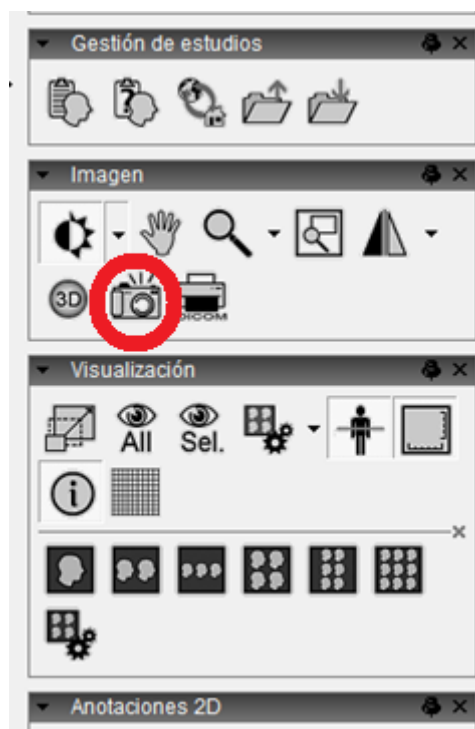 Gestión de estudios
?
Imagen
3D
DICOM
Visualización
All
Sel.
i
Anotaciones 2D